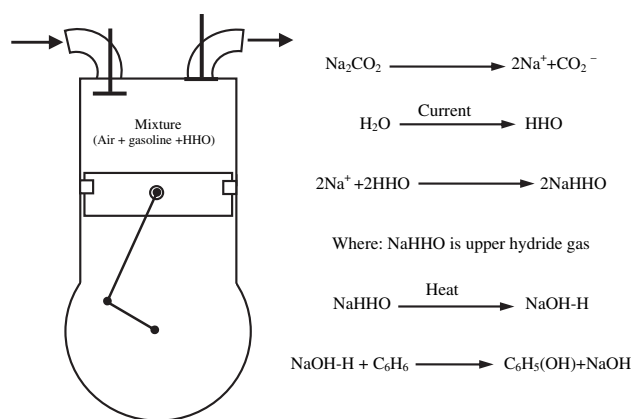 Mixture
(Air + gasoline +HHO)
Na₂CO₂ → 2Na⁺+CO₂⁻
H₂O Current → HHO
2Na⁺ +2HHO → 2NaHHO
Where: NaHHO is upper hydride gas
NaHHO Heat → NaOH-H
NaOH-H + C₆H₆ → C₆H₅(OH)+NaOH